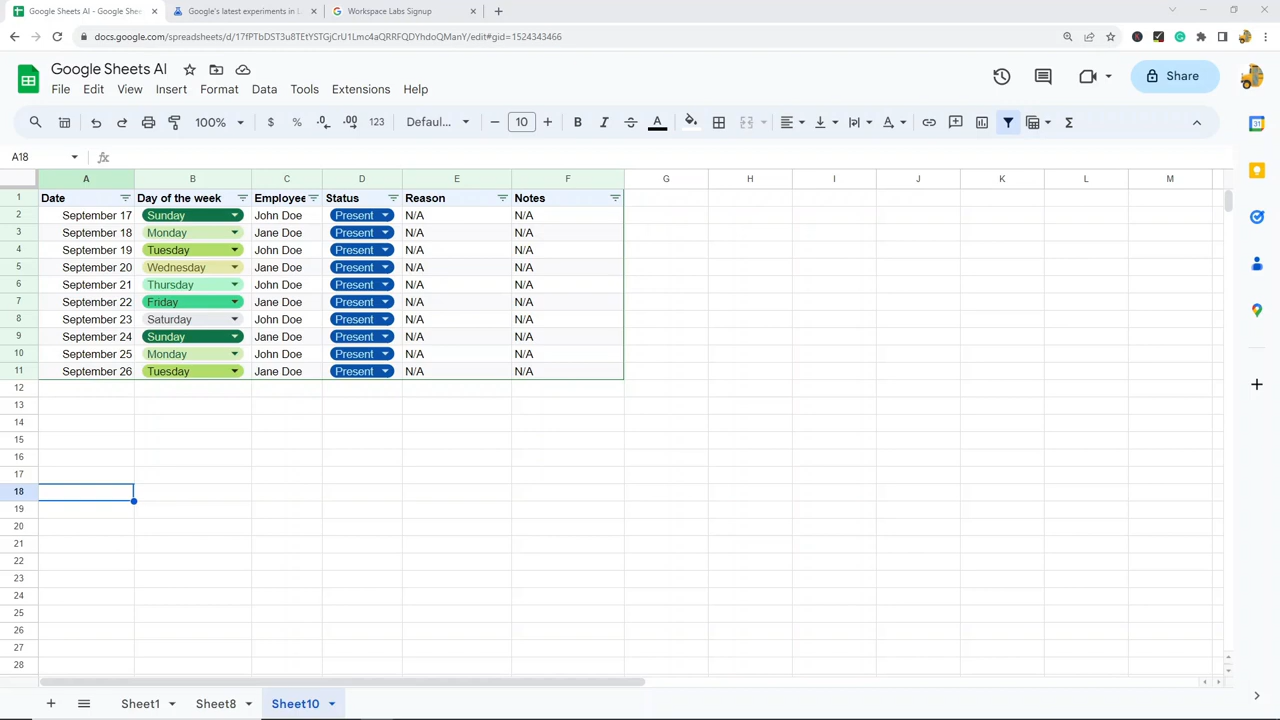 Google Sheets AI - Google Shee
Google's latest experiments in L
Workspace Labs Signup
docs.google.com/spreadsheets/d/17fPTbDST3u8TEtYSTGjCrU1Lmc4aQRRFQDYhdoQManY/edit#gid=1524343466
Google Sheets AI
File Edit View Insert Format Data Tools Extensions Help
Share
100% $ % .0 .00 123 Defaul... 10 B I A
A18 fx
A B C D E F G H I J K L M
1 Date Day of the week Employee Status Reason Notes
2 September 17 Sunday John Doe Present N/A N/A
3 September 18 Monday Jane Doe Present N/A N/A
4 September 19 Tuesday John Doe Present N/A N/A
5 September 20 Wednesday Jane Doe Present N/A N/A
6 September 21 Thursday John Doe Present N/A N/A
7 September 22 Friday Jane Doe Present N/A N/A
8 September 23 Saturday John Doe Present N/A N/A
9 September 24 Sunday Jane Doe Present N/A N/A
10 September 25 Monday John Doe Present N/A N/A
11 September 26 Tuesday Jane Doe Present N/A N/A
12
13
14
15
16
17
18
19
20
21
22
23
24
25
26
27
28
Sheet1 Sheet8 Sheet10